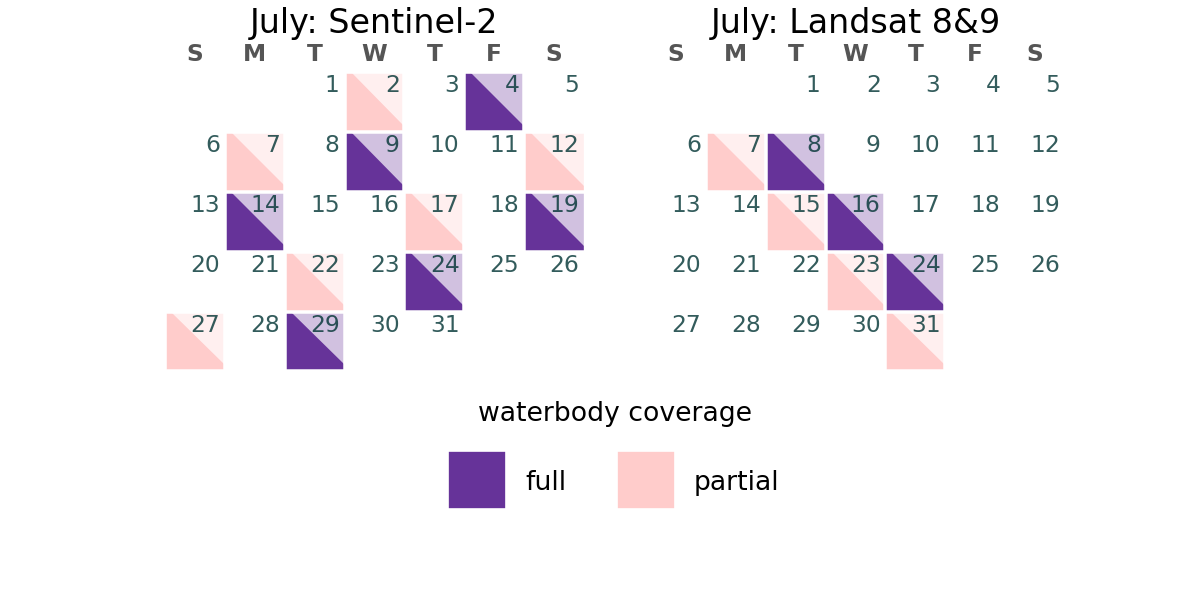 July: Sentinel-2
S M T W T F S
1 2 3 4 5
6 7 8 9 10 11 12
13 14 15 16 17 18 19
20 21 22 23 24 25 26
27 28 29 30 31
July: Landsat 8&9
S M T W T F S
1 2 3 4 5
6 7 8 9 10 11 12
13 14 15 16 17 18 19
20 21 22 23 24 25 26
27 28 29 30 31
waterbody coverage
full
partial